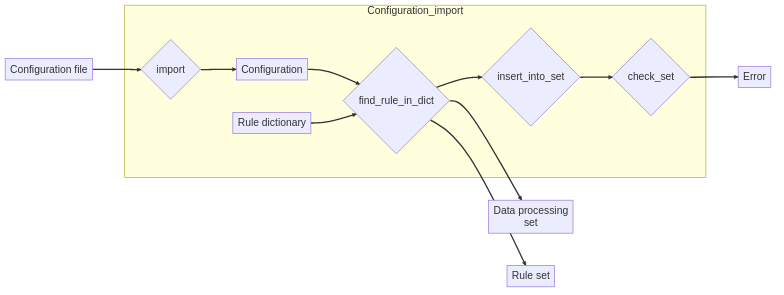 Configuration_import
Configuration file
import
Configuration
Rule dictionary
find_rule_in_dict
insert_into_set
check_set
Error
Data processing
set
Rule set